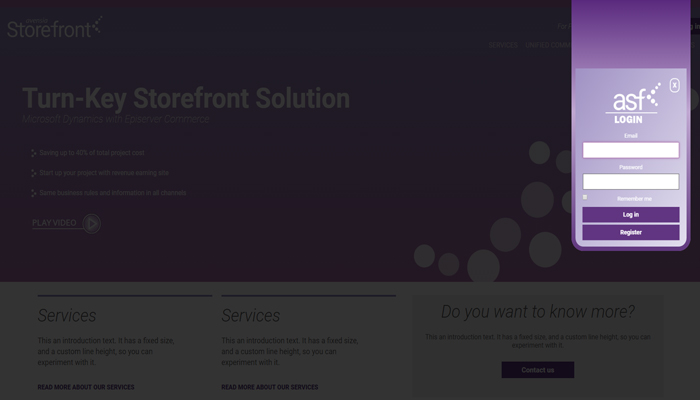 Storefront
SERVICES
Turn-Key Storefront Solution
Microsoft Dynamics with Episerver Commerce
Saving up to 80% of total project cost
Start up your project with revenue earning site
Same business rules and information in all channels
PLAY VIDEO
X
asf
LOGIN
Email
Password
Remember me
Log in
Register
Services
This an introduction text. It has a fixed size,
and a custom line height, so you can
experiment with it.
READ MORE ABOUT OUR SERVICES
Services
This an introduction text. It has a fixed size,
and a custom line height, so you can
experiment with it.
READ MORE ABOUT OUR SERVICES
Do you want to know more?
This an introduction text. It has a fixed size, and a custom line height, so you can
experiment with it.
Contact us